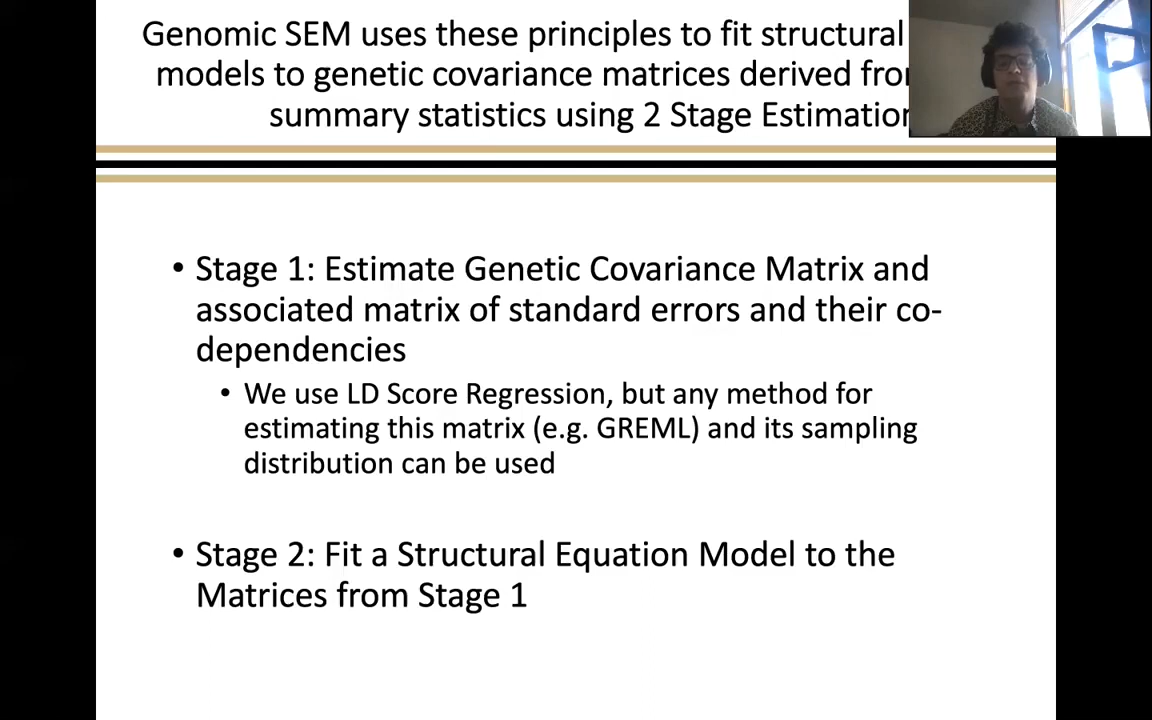 Genomic SEM uses these principles to fit structural
models to genetic covariance matrices derived
summary statistics using 2 Stage Estimation
• Stage 1: Estimate Genetic Covariance Matrix and
associated matrix of standard errors and their co-
dependencies
• We use LD Score Regression, but any method for
estimating this matrix (e.g. GREML) and its sampling
distribution can be used
• Stage 2: Fit a Structural Equation Model to the
Matrices from Stage 1